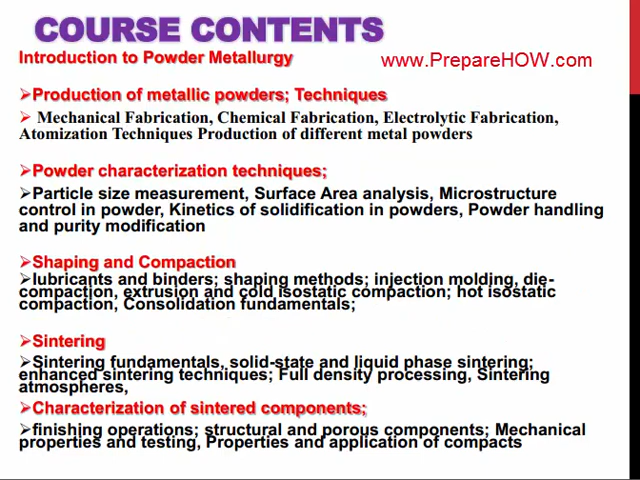 COURSE CONTENTS
Introduction to Powder Metallurgy
www.PrepareHOW.com
➢Production of metallic powders; Techniques
➢ Mechanical Fabrication, Chemical Fabrication, Electrolytic Fabrication,
Atomization Techniques Production of different metal powders
➢Powder characterization techniques;
➢Particle size measurement, Surface Area analysis, Microstructure
control in powder, Kinetics of solidification in powders, Powder handling
and purity modification
➢Shaping and Compaction
➢lubricants and binders; shaping methods; injection molding, die-
compaction, extrusion and cold isostatic compaction; hot isostatic
compaction, Consolidation fundamentals;
➢Sintering
➢Sintering fundamentals, solid-state and liquid phase sintering;
enhanced sintering techniques; Full density processing, Sintering
atmospheres,
➢Characterization of sintered components;
➢finishing operations; structural and porous components; Mechanical
properties and testing, Properties and application of compacts